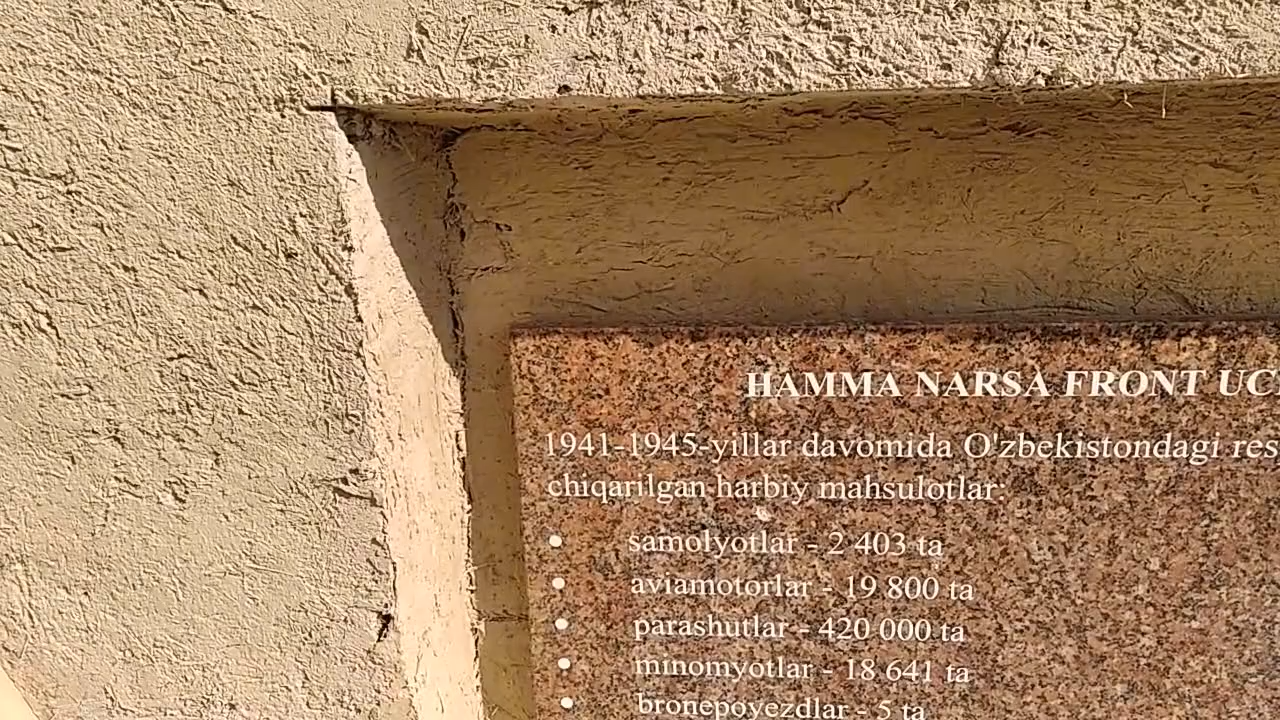 HAMMA NARSA FRONT UC
1941-1945-yillar davomida O'zbekistondagi res
chiqarilgan harbiy mahsulotlar:
• samolyotlar - 2 403 ta
• aviamotorlar - 19 800 ta
• parashutlar - 420 000 ta
• minomyotlar - 18 641 ta
• bronepoyezdlar - 5 ta